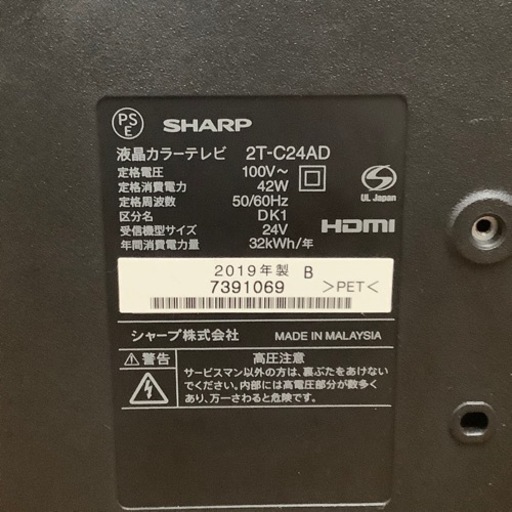 PS
E
SHARP
液晶カラーテレビ 2T-C24AD
定格電圧 100V~
定格消費電力 42W
定格周波数 50/60Hz
区分名 DK1
受信機型サイズ 24V
年間消費電力量 32kWh/年
S
UL Japan
HDMI
2019年製 B
7391069 >PET<
シャープ株式会社 MADE IN MALAYSIA
⚠警告 高圧注意
サービスマン以外の方は、裏ぶたをあけない
でください。内部には高電圧部分が数多く
あり、万一さわると危険です。